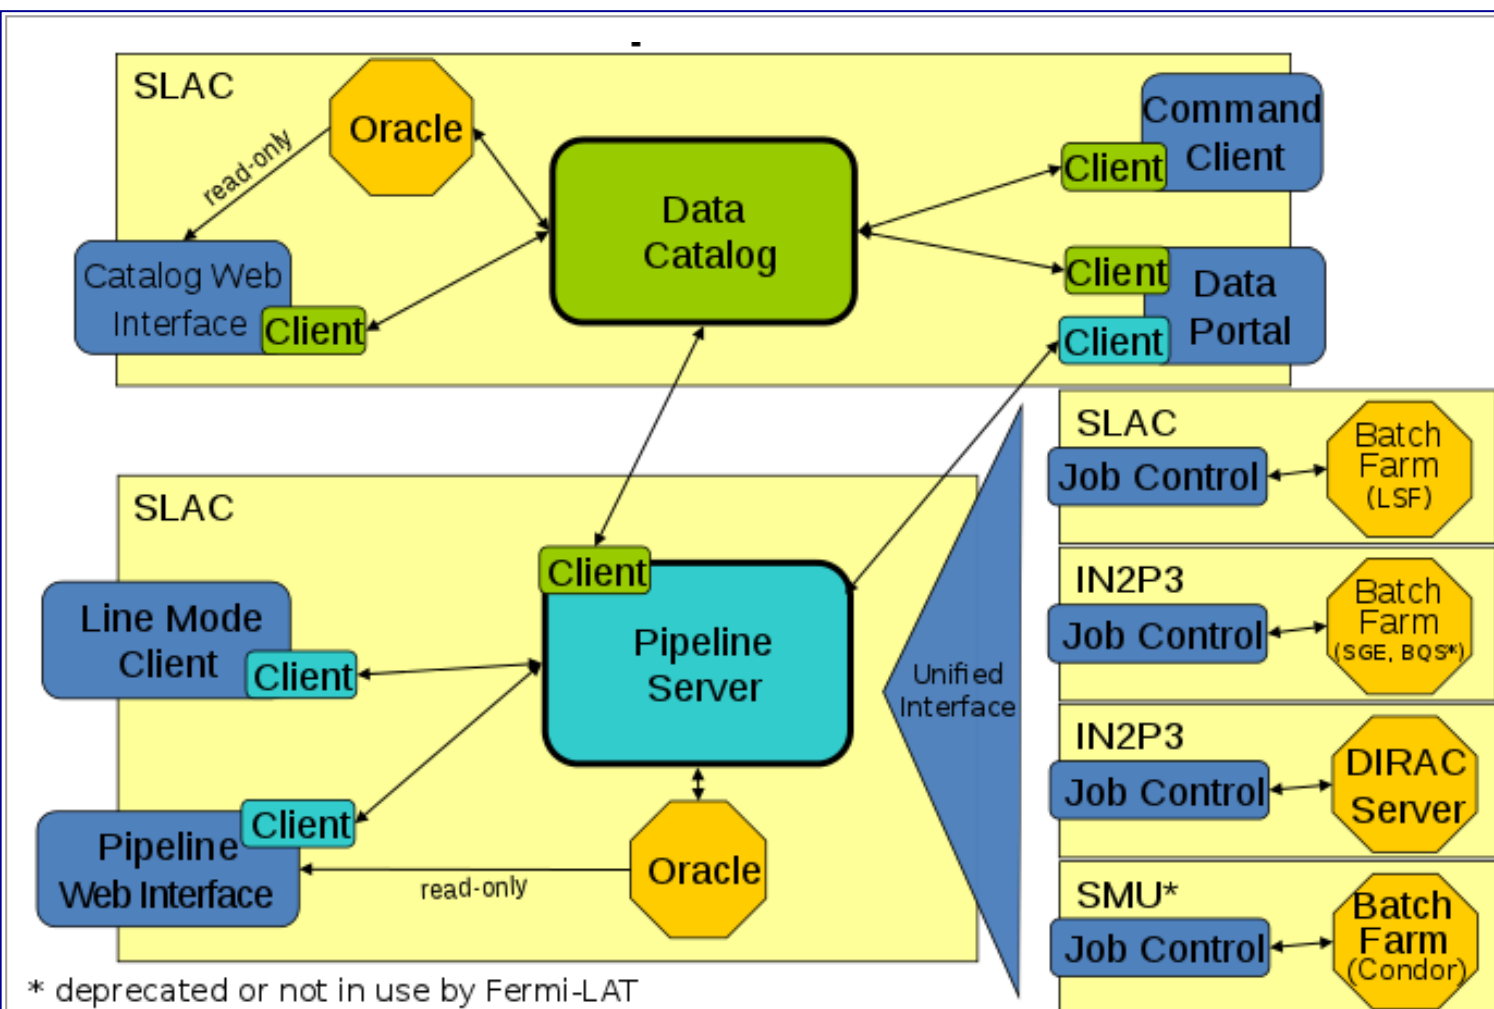 SLAC
Oracle
read-only
Catalog Web
Interface
Client
Data
Catalog
Command
Client
Client
Client
Data
Portal
Client
SLAC
Client
Line Mode
Client
Client
Pipeline
Server
Client
Pipeline
Web Interface
read-only
Oracle
Unified
Interface
SLAC
Job Control
Batch
Farm
(LSF)
IN2P3
Job Control
Batch
Farm
(SGE, BQS*)
IN2P3
Job Control
DIRAC
Server
SMU*
Job Control
Batch
Farm
(Condor)
* deprecated or not in use by Fermi-LAT